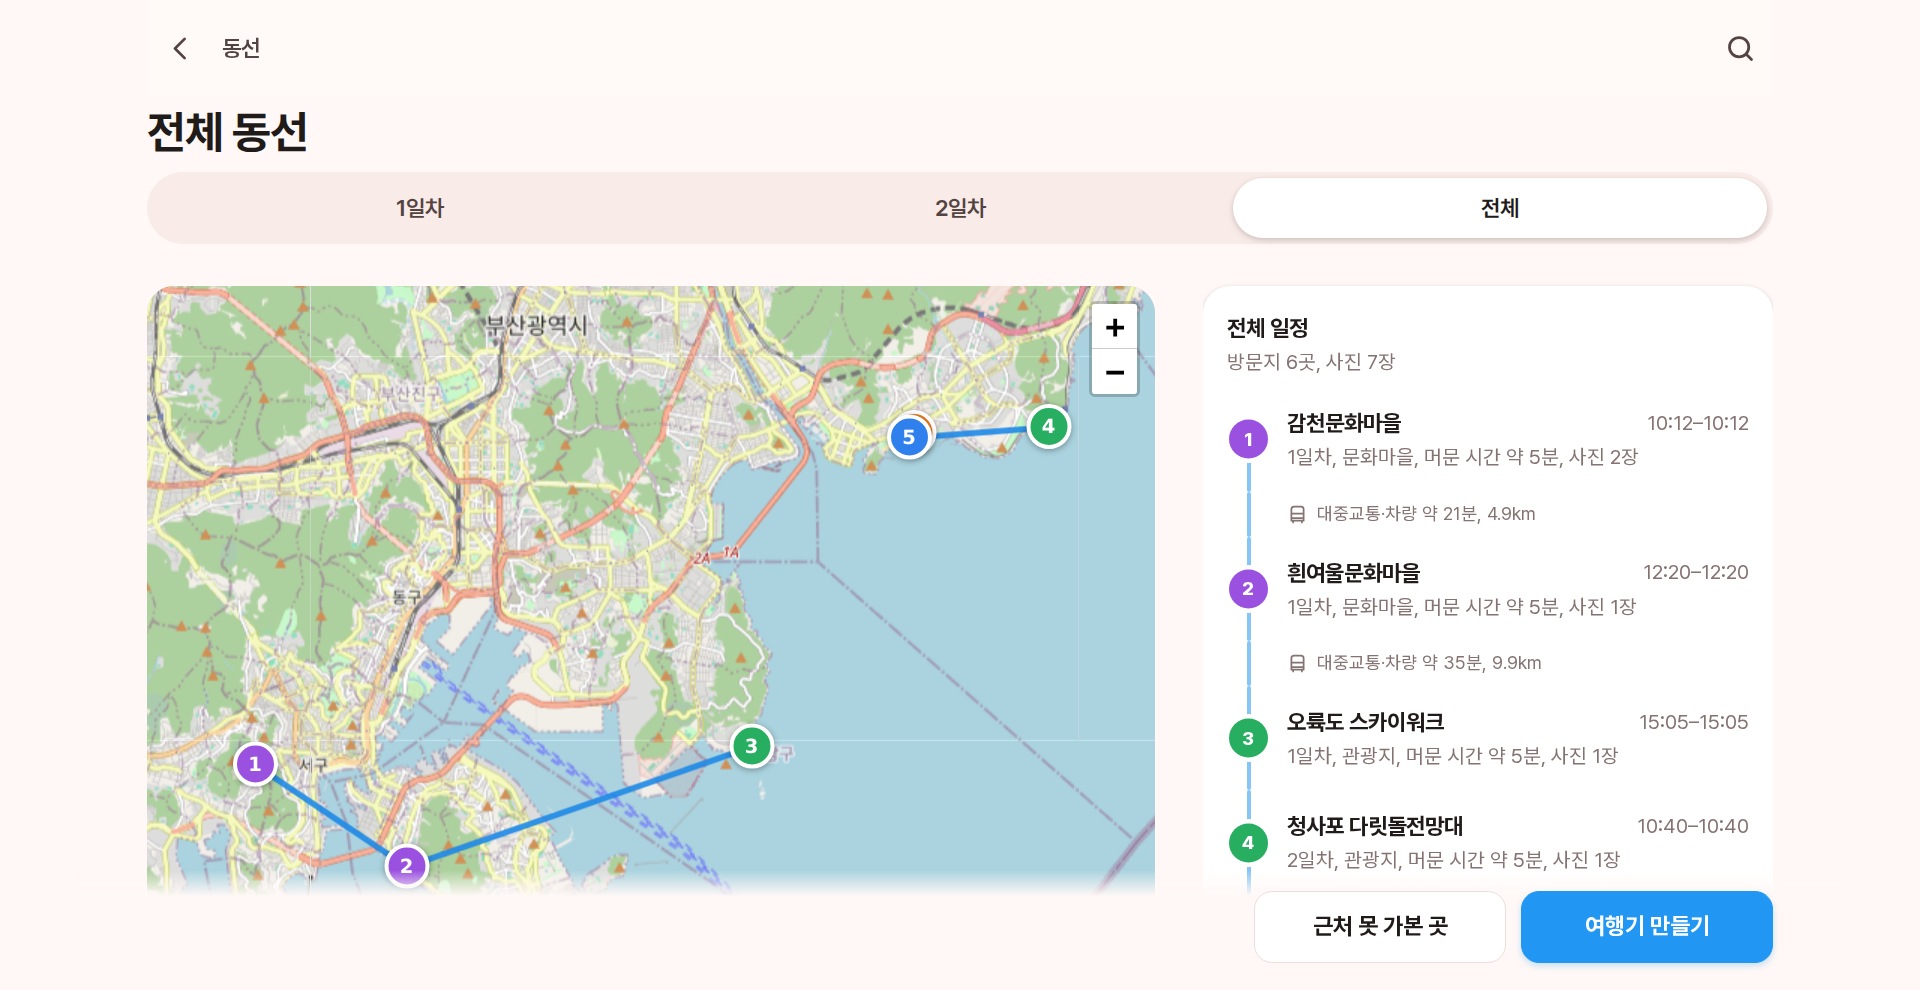 동선
전체 동선
1일차
2일차
전체
부산광역시
부산진구
동구
서구
2A
1A
+
−
1
2
3
4
5
전체 일정
방문지 6곳, 사진 7장
1
감천문화마을
10:12–10:12
1일차, 문화마을, 머문 시간 약 5분, 사진 2장
대중교통·차량 약 21분, 4.9km
2
흰여울문화마을
12:20–12:20
1일차, 문화마을, 머문 시간 약 5분, 사진 1장
대중교통·차량 약 35분, 9.9km
3
오륙도 스카이워크
15:05–15:05
1일차, 관광지, 머문 시간 약 5분, 사진 1장
4
청사포 다릿돌전망대
10:40–10:40
2일차, 관광지, 머문 시간 약 5분, 사진 1장
근처 못 가본 곳
여행기 만들기